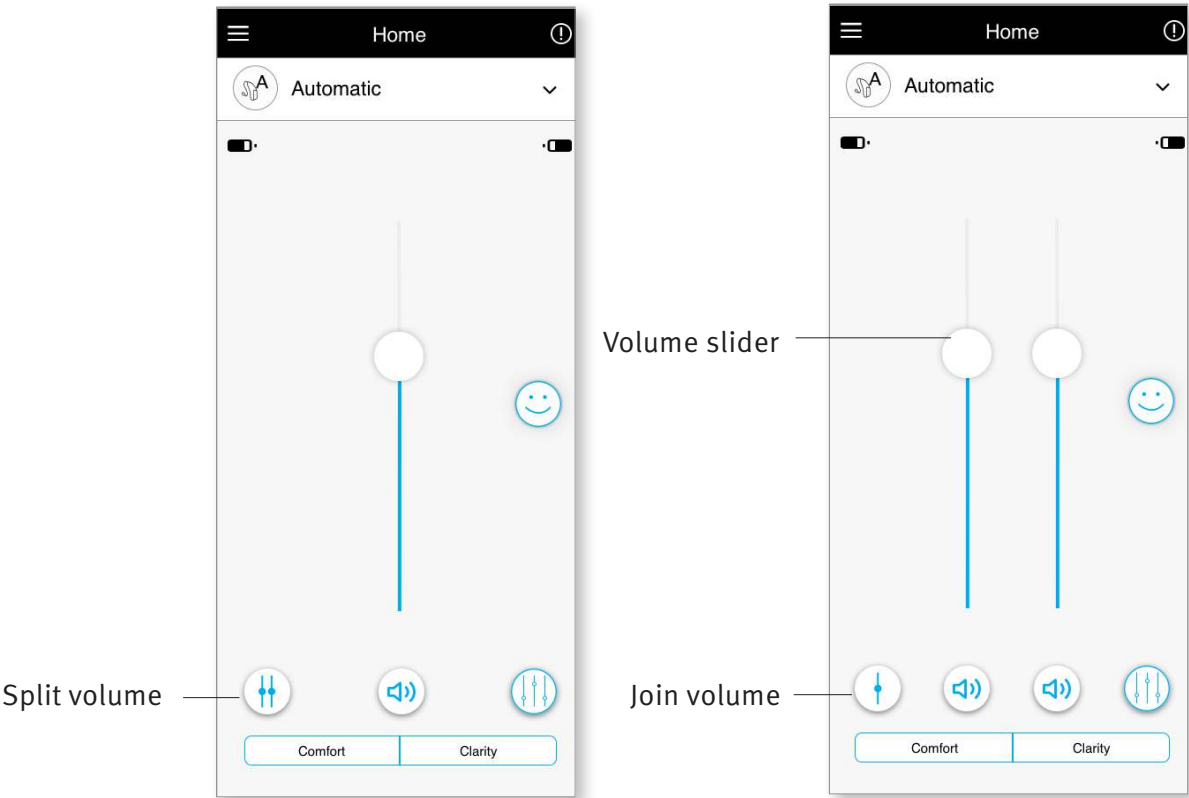 Home
A Automatic
Comfort Clarity
Split volume
Home
A Automatic
Volume slider
Join volume
Comfort Clarity